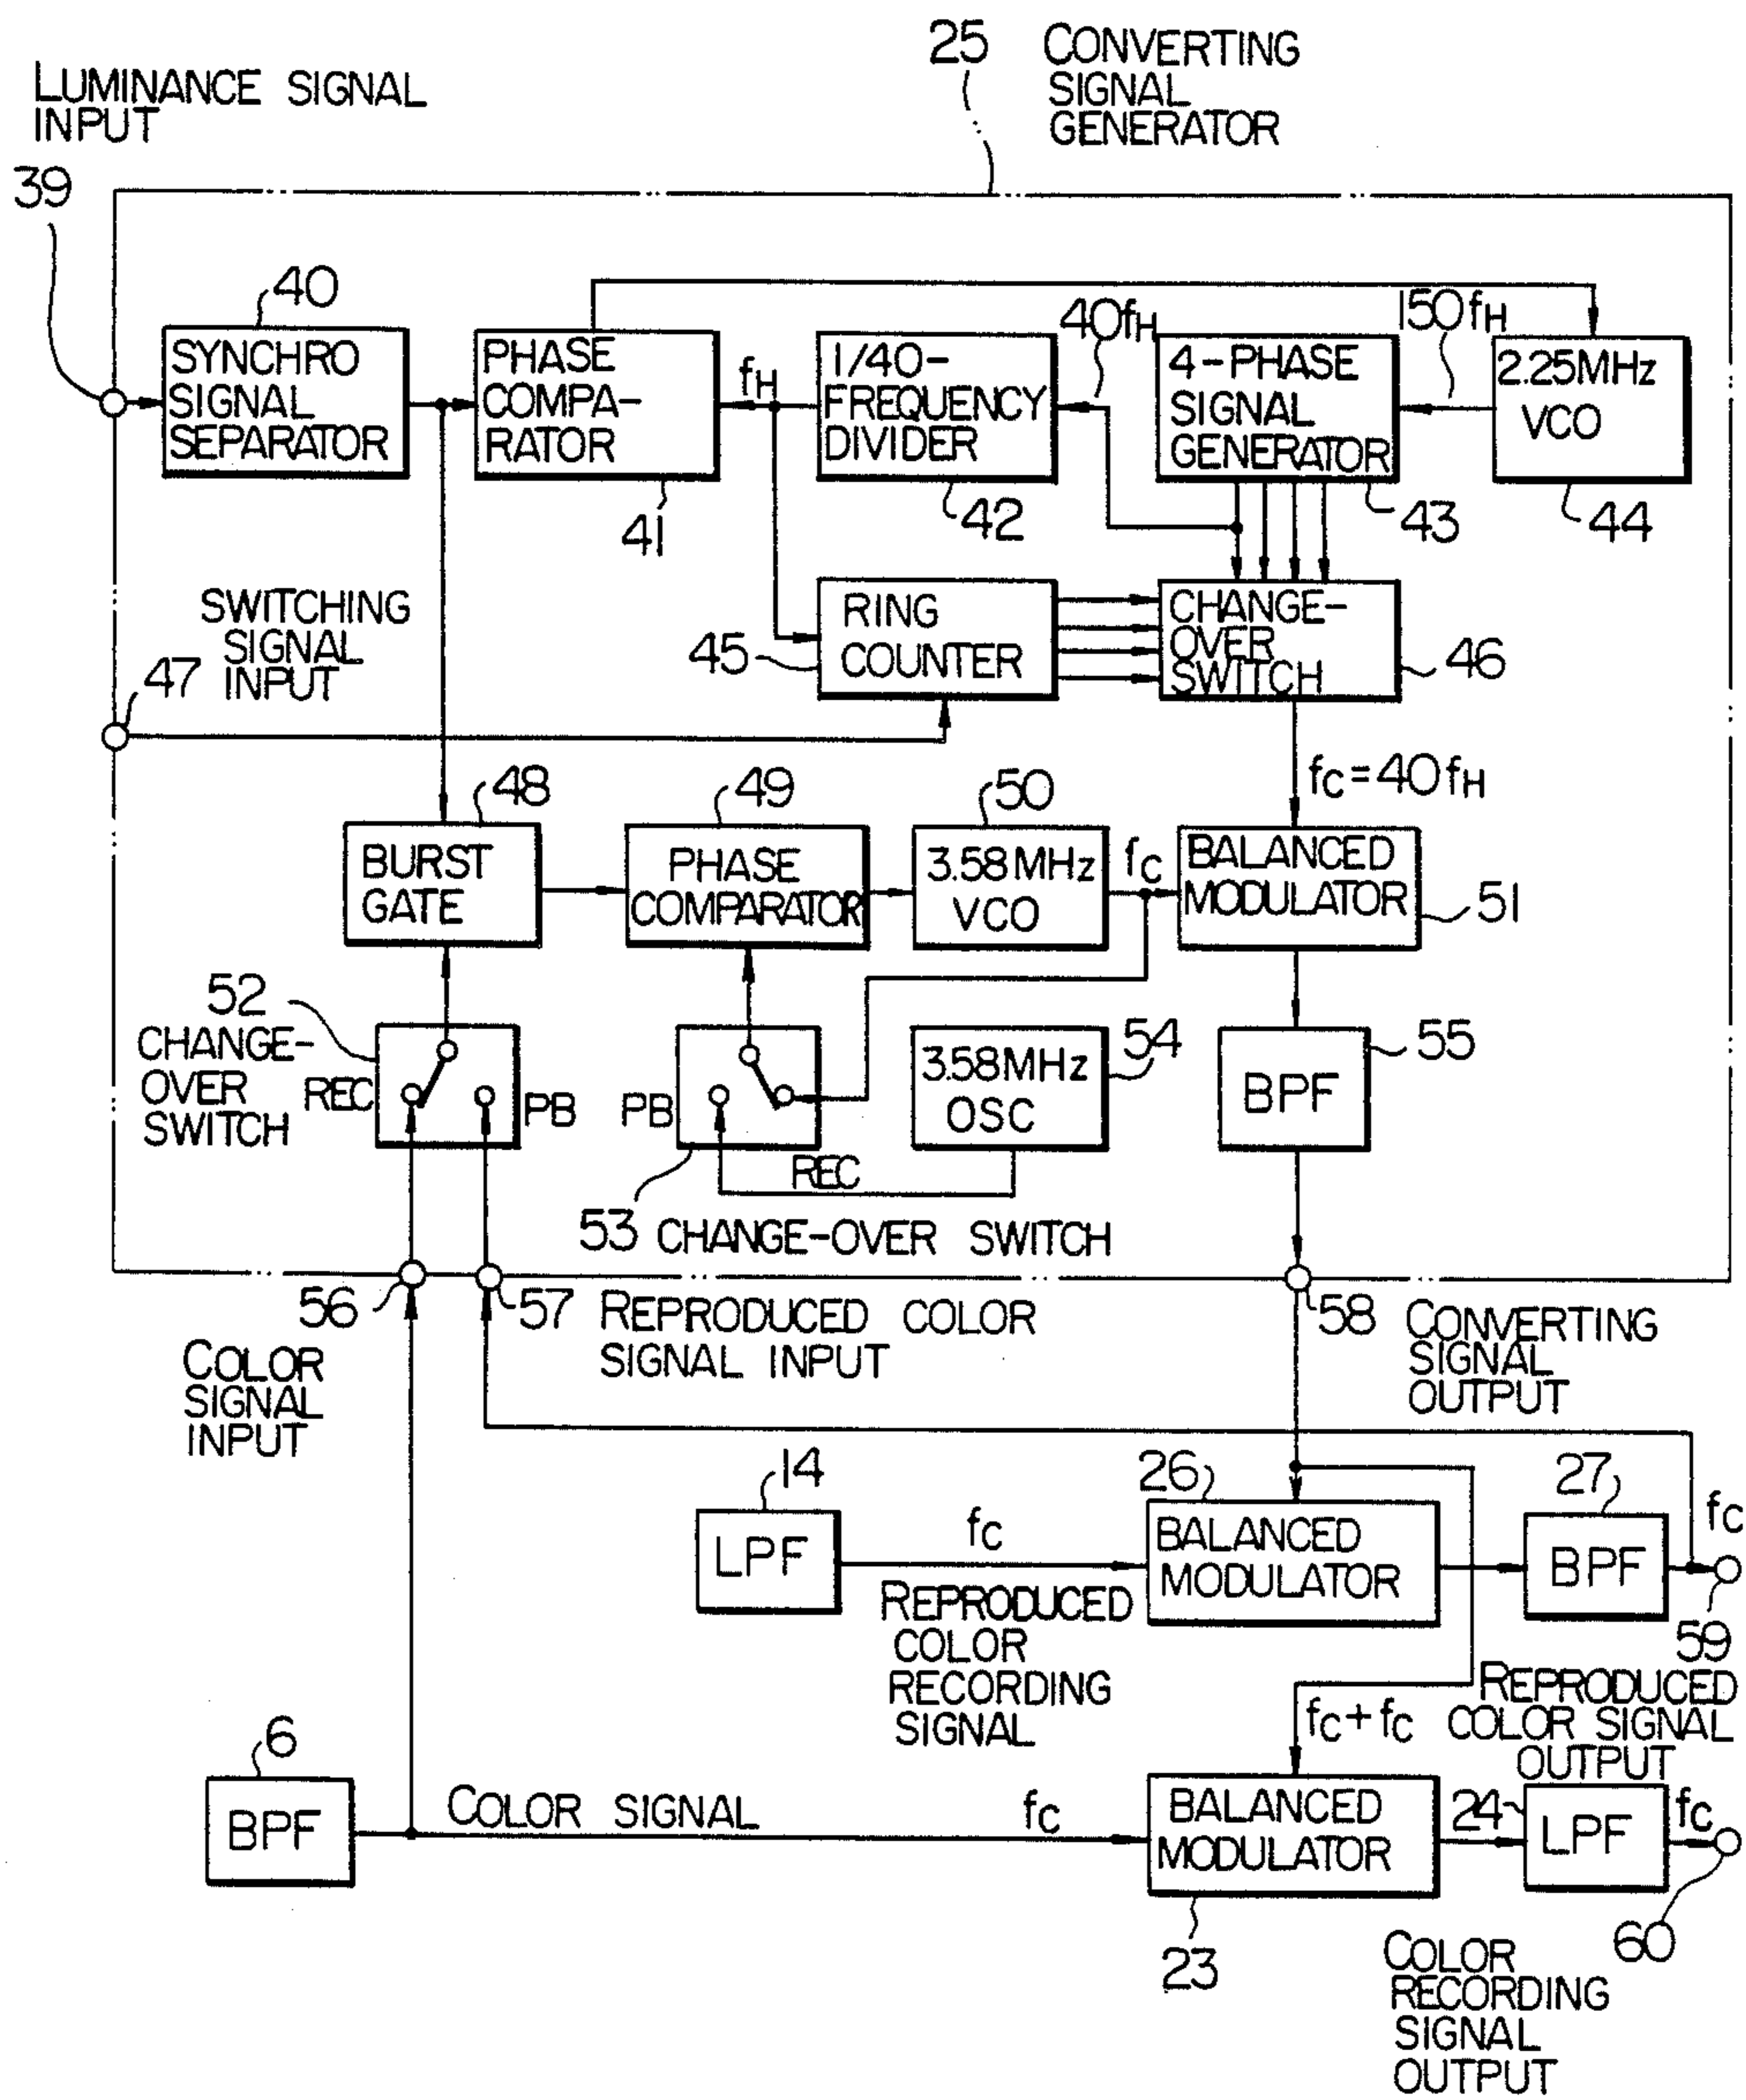 25 CONVERTING
SIGNAL
GENERATOR
LUMINANCE SIGNAL
INPUT
39
40
SYNCHRO
SIGNAL
SEPARATOR
PHASE
COMPA-
RATOR
41
fH
1/40-
FREQUENCY
DIVIDER
42
40fH
4-PHASE
SIGNAL
GENERATOR
43
150fH
2.25MHz
VCO
44
SWITCHING
SIGNAL
INPUT
47
45
RING
COUNTER
CHANGE-
OVER
SWITCH
46
fC=40fH
48
BURST
GATE
49
PHASE
COMPARATOR
50
3.58MHz
VCO
fC
BALANCED
MODULATOR
51
52
CHANGE-
OVER
SWITCH
REC
PB
PB
REC
53 CHANGE-OVER SWITCH
3.58MHz
OSC
54
BPF
55
56
57
58
COLOR
SIGNAL
INPUT
REPRODUCED COLOR
SIGNAL INPUT
CONVERTING
SIGNAL
OUTPUT
14
LPF
fC
REPRODUCED
COLOR
RECORDING
SIGNAL
26
BALANCED
MODULATOR
27
BPF
fC
59
REPRODUCED
COLOR SIGNAL
OUTPUT
fC+fC
6
BPF
COLOR SIGNAL
fC
BALANCED
MODULATOR
23
24
LPF
fC
60
COLOR
RECORDING
SIGNAL
OUTPUT